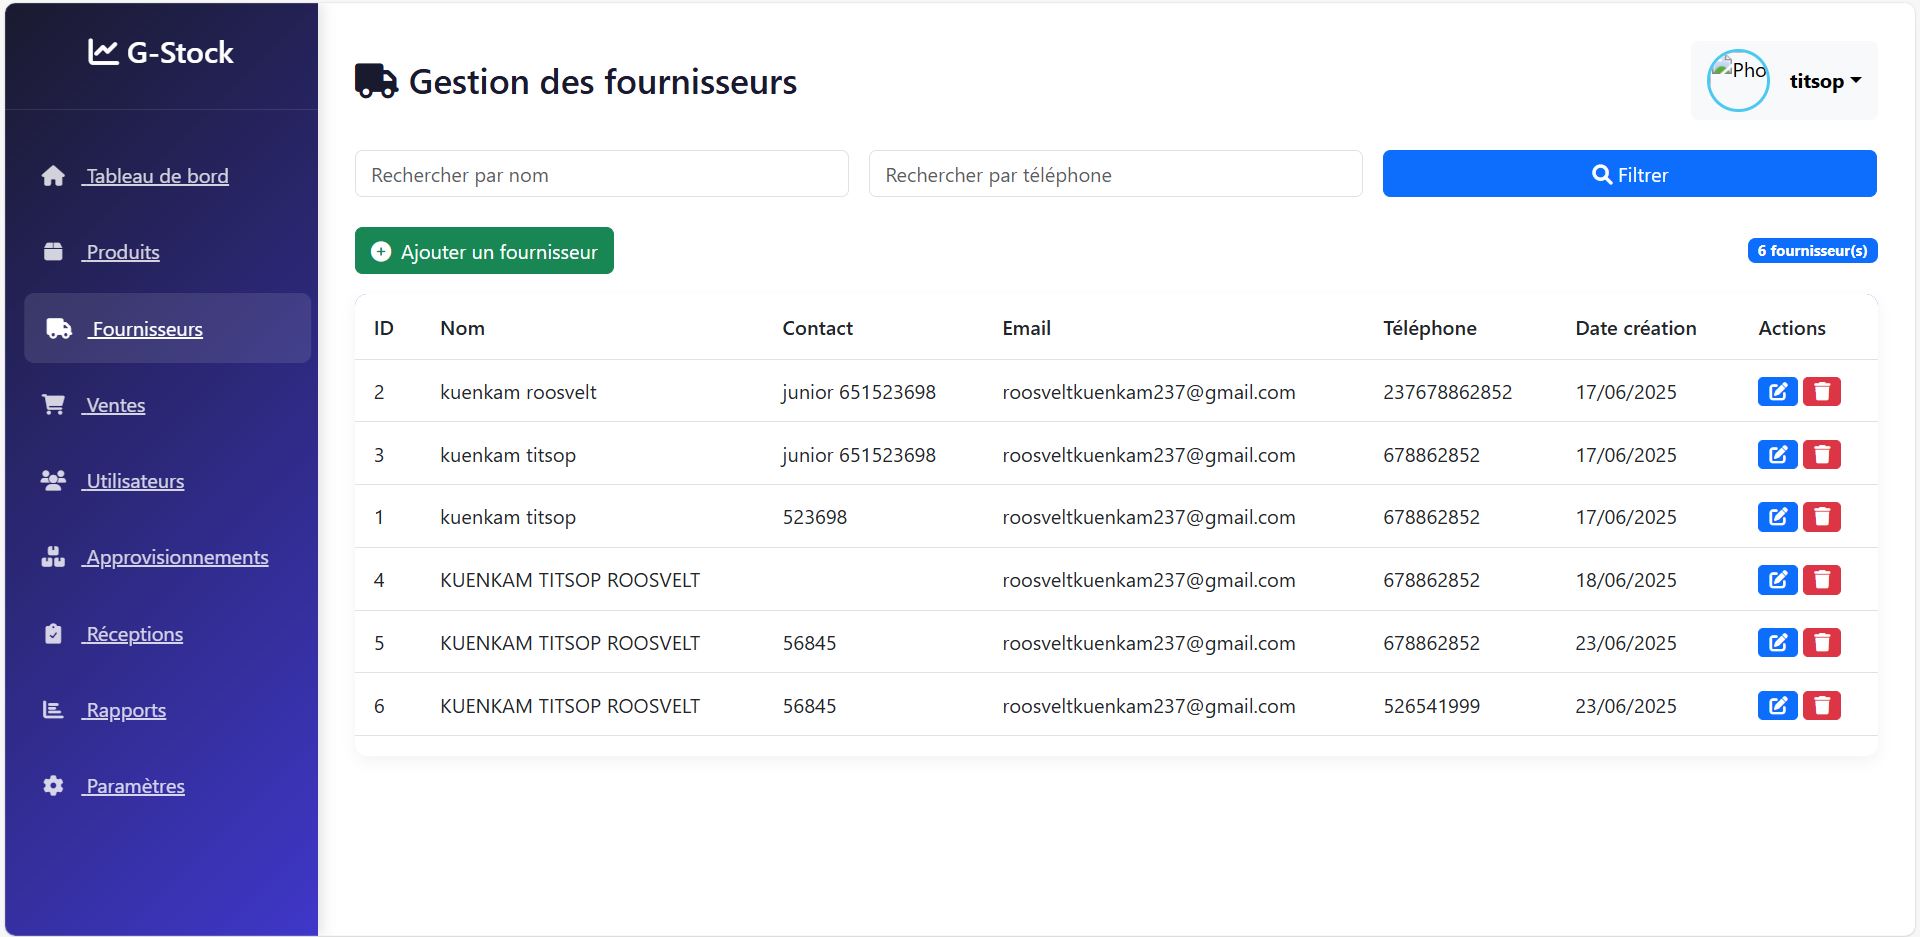 G-Stock
Gestion des fournisseurs
Pho
titsop
Tableau de bord
Produits
Fournisseurs
Ventes
Utilisateurs
Approvisionnements
Réceptions
Rapports
Paramètres
Rechercher par nom
Rechercher par téléphone
Filtrer
Ajouter un fournisseur
6 fournisseur(s)
ID Nom Contact Email Téléphone Date création Actions
2 kuenkam roosvelt junior 651523698 roosveltkuenkam237@gmail.com 237678862852 17/06/2025
3 kuenkam titsop junior 651523698 roosveltkuenkam237@gmail.com 678862852 17/06/2025
1 kuenkam titsop 523698 roosveltkuenkam237@gmail.com 678862852 17/06/2025
4 KUENKAM TITSOP ROOSVELT roosveltkuenkam237@gmail.com 678862852 18/06/2025
5 KUENKAM TITSOP ROOSVELT 56845 roosveltkuenkam237@gmail.com 678862852 23/06/2025
6 KUENKAM TITSOP ROOSVELT 56845 roosveltkuenkam237@gmail.com 526541999 23/06/2025